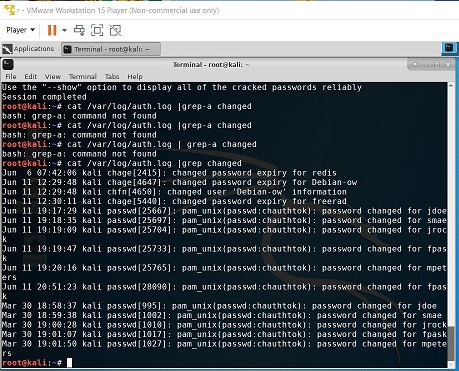 r - VMware Workstation 15 Player (Non-commercial use only)
Player
Applications
Terminal - root@kali: ~
Terminal - root@kali: ~
File Edit View Terminal Tabs Help
Use the "--show" option to display all of the cracked passwords reliably
Session completed
root@kali:~# cat /var/log/auth.log |grep-a changed
bash: grep-a: command not found
root@kali:~# cat /var/log/auth.log |grep-a changed
bash: grep-a: command not found
root@kali:~# cat /var/log/auth.log | grep-a changed
bash: grep-a: command not found
root@kali:~# cat /var/log/auth.log |grep changed
Jun  6 07:42:06 kali chage[2415]: changed password expiry for redis
Jun 11 12:29:48 kali chage[4647]: changed password expiry for Debian-ow
Jun 11 12:29:48 kali chfn[4650]: changed user 'Debian-ow' information
Jun 11 12:30:11 kali chage[5440]: changed password expiry for freerad
Jun 11 19:17:29 kali passwd[25667]: pam_unix(passwd:chauthtok): password changed for jdoe
Jun 11 19:18:35 kali passwd[25697]: pam_unix(passwd:chauthtok): password changed for smae
Jun 11 19:19:09 kali passwd[25704]: pam_unix(passwd:chauthtok): password changed for jroc
k
Jun 11 19:19:47 kali passwd[25733]: pam_unix(passwd:chauthtok): password changed for fpas
k
Jun 11 19:20:16 kali passwd[25765]: pam_unix(passwd:chauthtok): password changed for mpet
ers
Jun 11 20:51:23 kali passwd[28090]: pam_unix(passwd:chauthtok): password changed for fpas
k
Mar 30 18:58:37 kali passwd[995]: pam_unix(passwd:chauthtok): password changed for jdoe
Mar 30 18:59:38 kali passwd[1002]: pam_unix(passwd:chauthtok): password changed for smae
Mar 30 19:00:28 kali passwd[1010]: pam_unix(passwd:chauthtok): password changed for jrock
Mar 30 19:01:07 kali passwd[1017]: pam_unix(passwd:chauthtok): password changed for fpask
Mar 30 19:01:50 kali passwd[1027]: pam_unix(passwd:chauthtok): password changed for mpete
rs
root@kali:~#